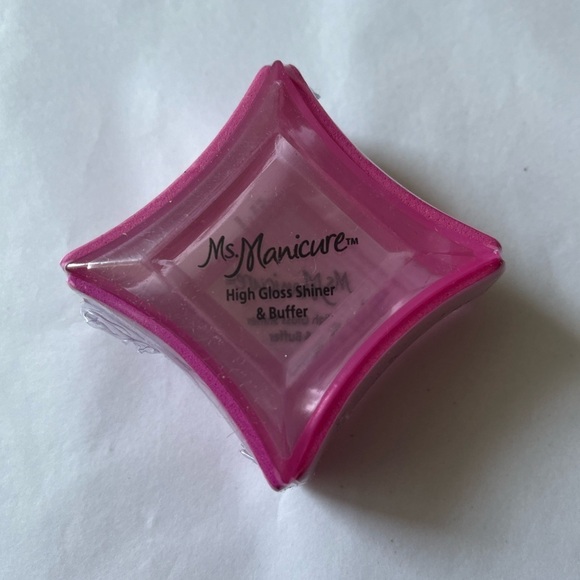 Ms. Manicure™
High Gloss Shiner
& Buffer